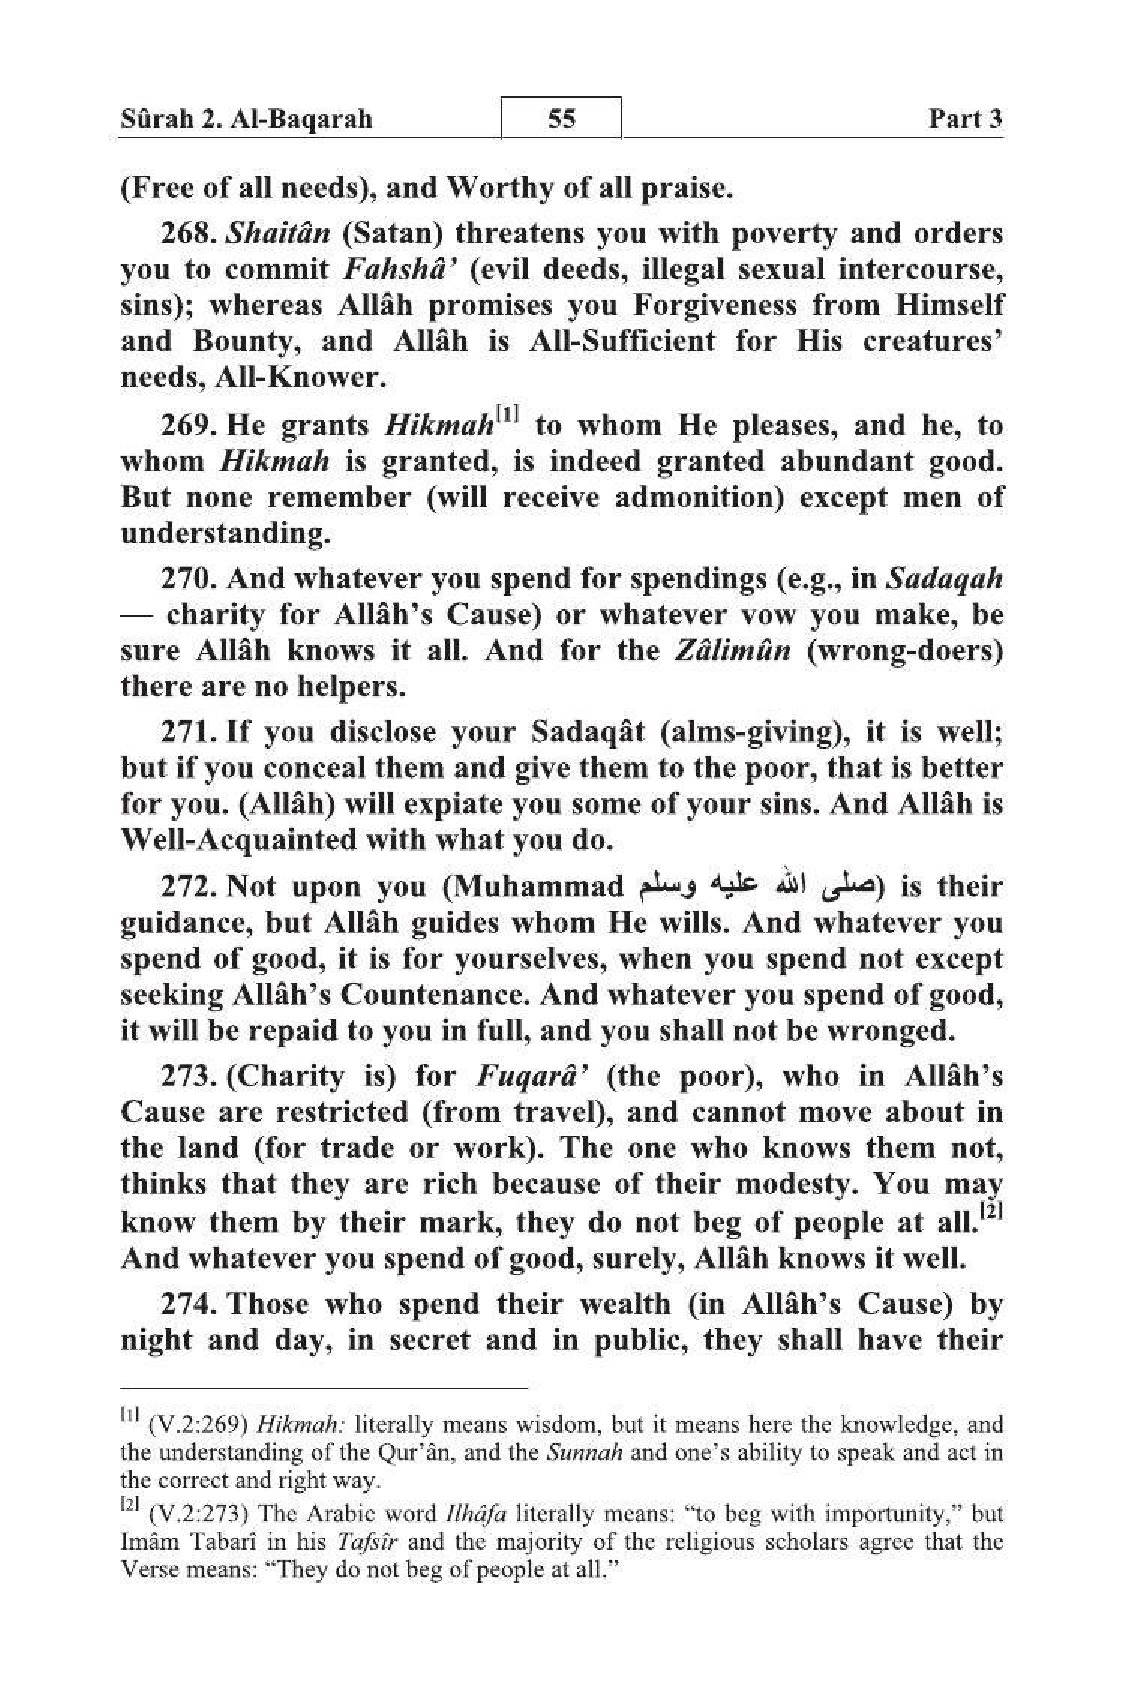 Sûrah 2. Al-Baqarah 55 Part 3
(Free of all needs), and Worthy of all praise.
268. Shaitân (Satan) threatens you with poverty and orders
you to commit Fahshâ’ (evil deeds, illegal sexual intercourse,
sins); whereas Allâh promises you Forgiveness from Himself
and Bounty, and Allâh is All-Sufficient for His creatures’
needs, All-Knower.
269. He grants Hikmah[1] to whom He pleases, and he, to
whom Hikmah is granted, is indeed granted abundant good.
But none remember (will receive admonition) except men of
understanding.
270. And whatever you spend for spendings (e.g., in Sadaqah
— charity for Allâh’s Cause) or whatever vow you make, be
sure Allâh knows it all. And for the Zâlimûn (wrong-doers)
there are no helpers.
271. If you disclose your Sadaqât (alms-giving), it is well;
but if you conceal them and give them to the poor, that is better
for you. (Allâh) will expiate you some of your sins. And Allâh is
Well-Acquainted with what you do.
272. Not upon you (Muhammad صلى الله عليه وسلم) is their
guidance, but Allâh guides whom He wills. And whatever you
spend of good, it is for yourselves, when you spend not except
seeking Allâh’s Countenance. And whatever you spend of good,
it will be repaid to you in full, and you shall not be wronged.
273. (Charity is) for Fuqarâ’ (the poor), who in Allâh’s
Cause are restricted (from travel), and cannot move about in
the land (for trade or work). The one who knows them not,
thinks that they are rich because of their modesty. You may
know them by their mark, they do not beg of people at all.[2]
And whatever you spend of good, surely, Allâh knows it well.
274. Those who spend their wealth (in Allâh’s Cause) by
night and day, in secret and in public, they shall have their
[1] (V.2:269) Hikmah: literally means wisdom, but it means here the knowledge, and
the understanding of the Qur’ân, and the Sunnah and one’s ability to speak and act in
the correct and right way.
[2] (V.2:273) The Arabic word Ilhâfa literally means: “to beg with importunity,” but
Imâm Tabarî in his Tafsîr and the majority of the religious scholars agree that the
Verse means: “They do not beg of people at all.”